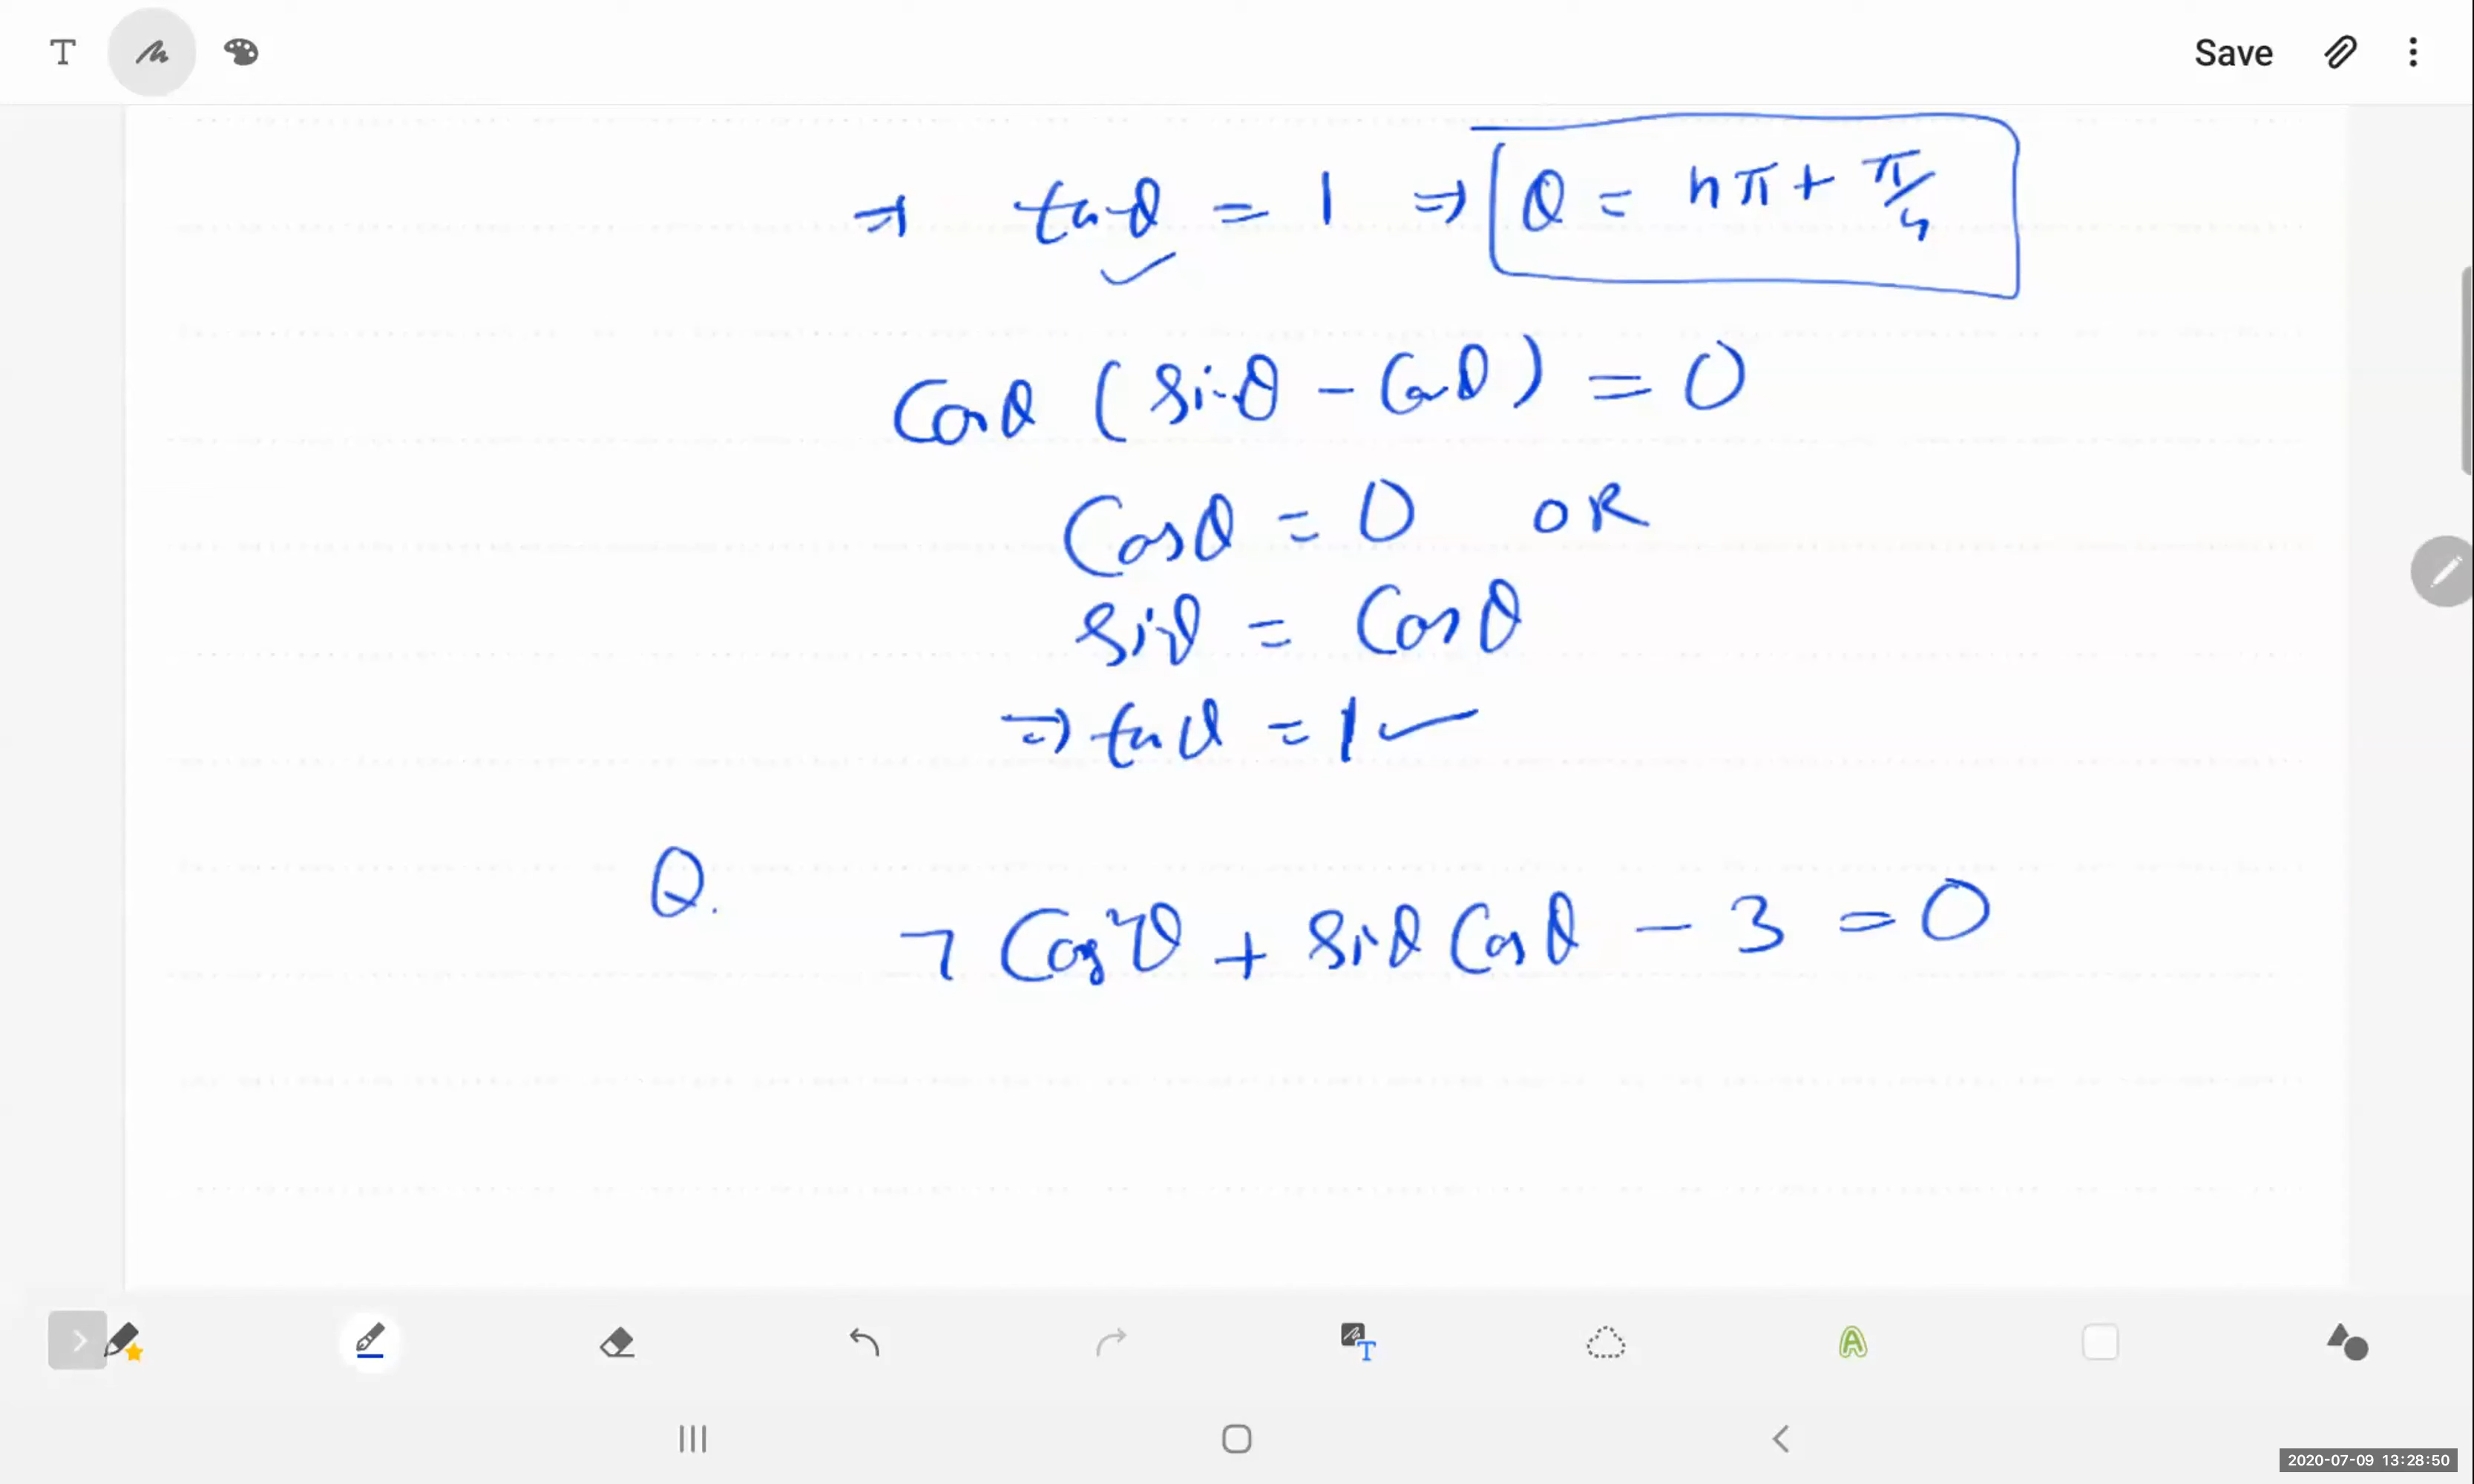 T Save
⇒ tanθ = 1 ⇒ θ = nπ + π/4
Cosθ (Sinθ - Cosθ) = 0
Cosθ = 0 OR
Sinθ = Cosθ
⇒ tanθ = 1 ✓
Q. 7 Cos²θ + Sinθ Cosθ - 3 = 0
T A
2020-07-09 13:28:50